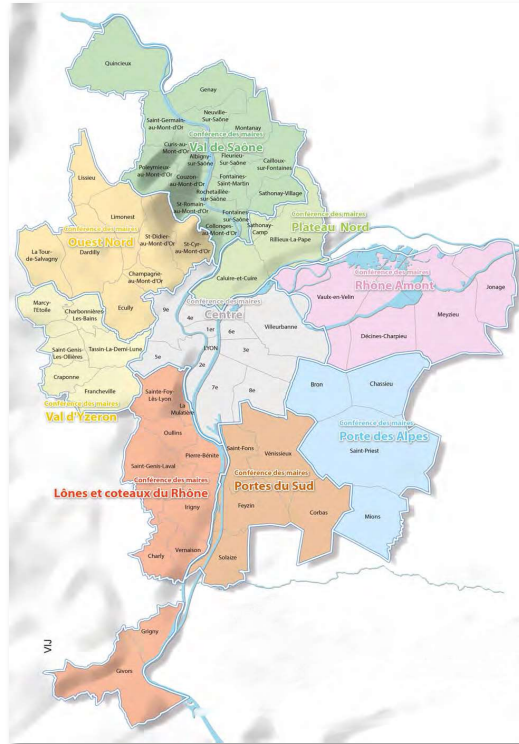 Quincieux
Genay
Neuville-
Sur-Saône
Saint-Germain-
au-Mont-d'Or
Montanay
Conférence des maires
Val de Saône
Curis-au-
Mont-d'Or
Albigny
-sur-Saône
Fleurieu-
sur-Saône
Cailloux-
sur-Fontaines
Poleymieux-
au-Mont-d'Or
Couzon-
au-Mont-d'Or
Fontaines-
Saint-Martin
Rochetaillée-
sur-Saône
Sathonay-Village
St-Romain-
au-Mont-d'Or
Fontaines-
sur-Saône
Collonges-
au-Mont-d'Or
Lissieu
Limonest
Conférence des maires
Ouest Nord
Dardilly
La Tour-
de-Salvagny
St-Didier-
au-Mont-d'Or
St-Cyr-
au-Mont-d'Or
Champagne-
au-Mont-d'Or
Ecully
Conférence des maires
Plateau Nord
Sathonay-
Camp
Rillieux-La-Pape
Caluire-et-Cuire
Conférence des maires
Rhône Amont
Vaulx-en-Velin
Jonage
Meyzieu
Décines-Charpieu
Marcy-
l'Etoile
Charbonnières-
Les-Bains
Saint-Genis-
Les-Ollières
Tassin-La-Demi-Lune
Craponne
Francheville
Conférence des maires
Val d'Yzeron
Conférence des maires
Centre
9e
4e
1er
6e
Villeurbanne
LYON
3e
5e
2e
7e
8e
Bron
Chassieu
Conférence des maires
Porte des Alpes
Saint-Priest
Mions
Sainte-Foy-
Lès-Lyon
La
Mulatière
Oullins
Pierre-Bénite
Saint-Genis-Laval
Conférence des maires
Lônes et coteaux du Rhône
Irigny
Vernaison
Charly
Saint-Fons
Vénissieux
Conférence des maires
Portes du Sud
Feyzin
Corbas
Solaize
Grigny
Givors
VIJ